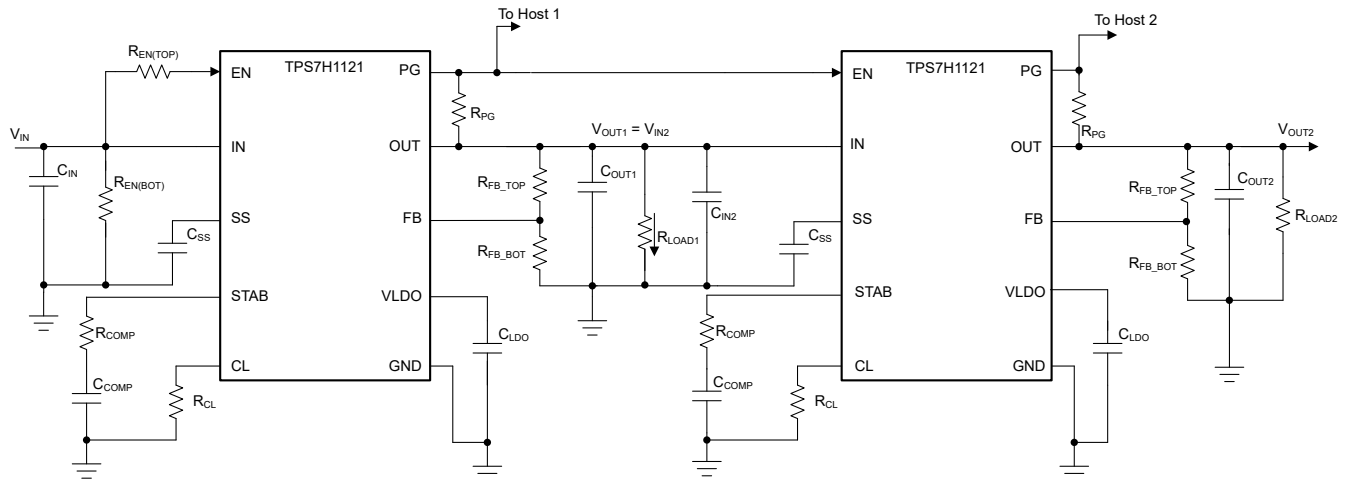 To Host 1
To Host 2
R_EN(TOP)
TPS7H1121
TPS7H1121
EN
PG
EN
PG
R_PG
R_PG
V_IN
V_OUT1 = V_IN2
V_OUT2
IN
OUT
IN
OUT
C_IN
R_EN(BOT)
R_FB_TOP
C_OUT1
R_FB_TOP
C_OUT2
SS
FB
C_IN2
SS
FB
C_SS
R_LOAD1
C_SS
R_LOAD2
R_FB_BOT
R_FB_BOT
STAB
VLDO
STAB
VLDO
R_COMP
C_LDO
R_COMP
C_LDO
CL
GND
CL
GND
C_COMP
R_CL
C_COMP
R_CL